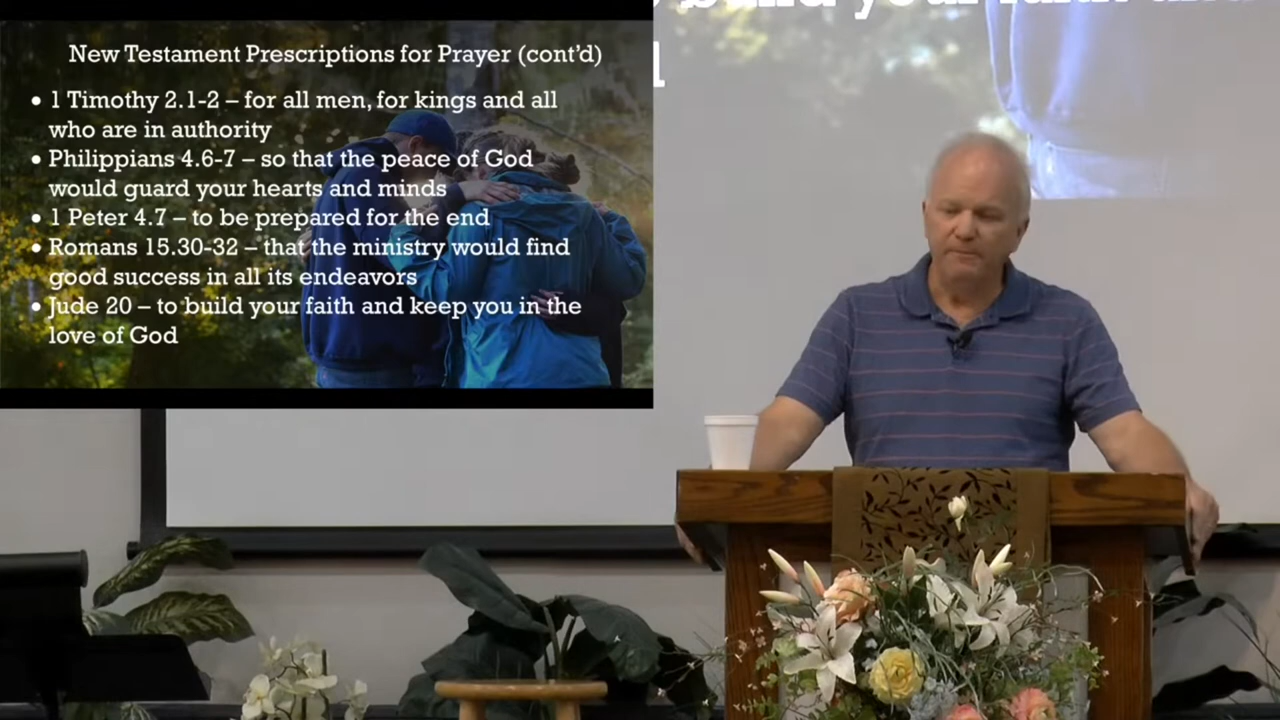 New Testament Prescriptions for Prayer (cont'd)
• 1 Timothy 2.1-2 – for all men, for kings and all
who are in authority
• Philippians 4.6-7 – so that the peace of God
would guard your hearts and minds
• 1 Peter 4.7 – to be prepared for the end
• Romans 15.30-32 – that the ministry would find
good success in all its endeavors
• Jude 20 – to build your faith and keep you in the
love of God
build your faith and